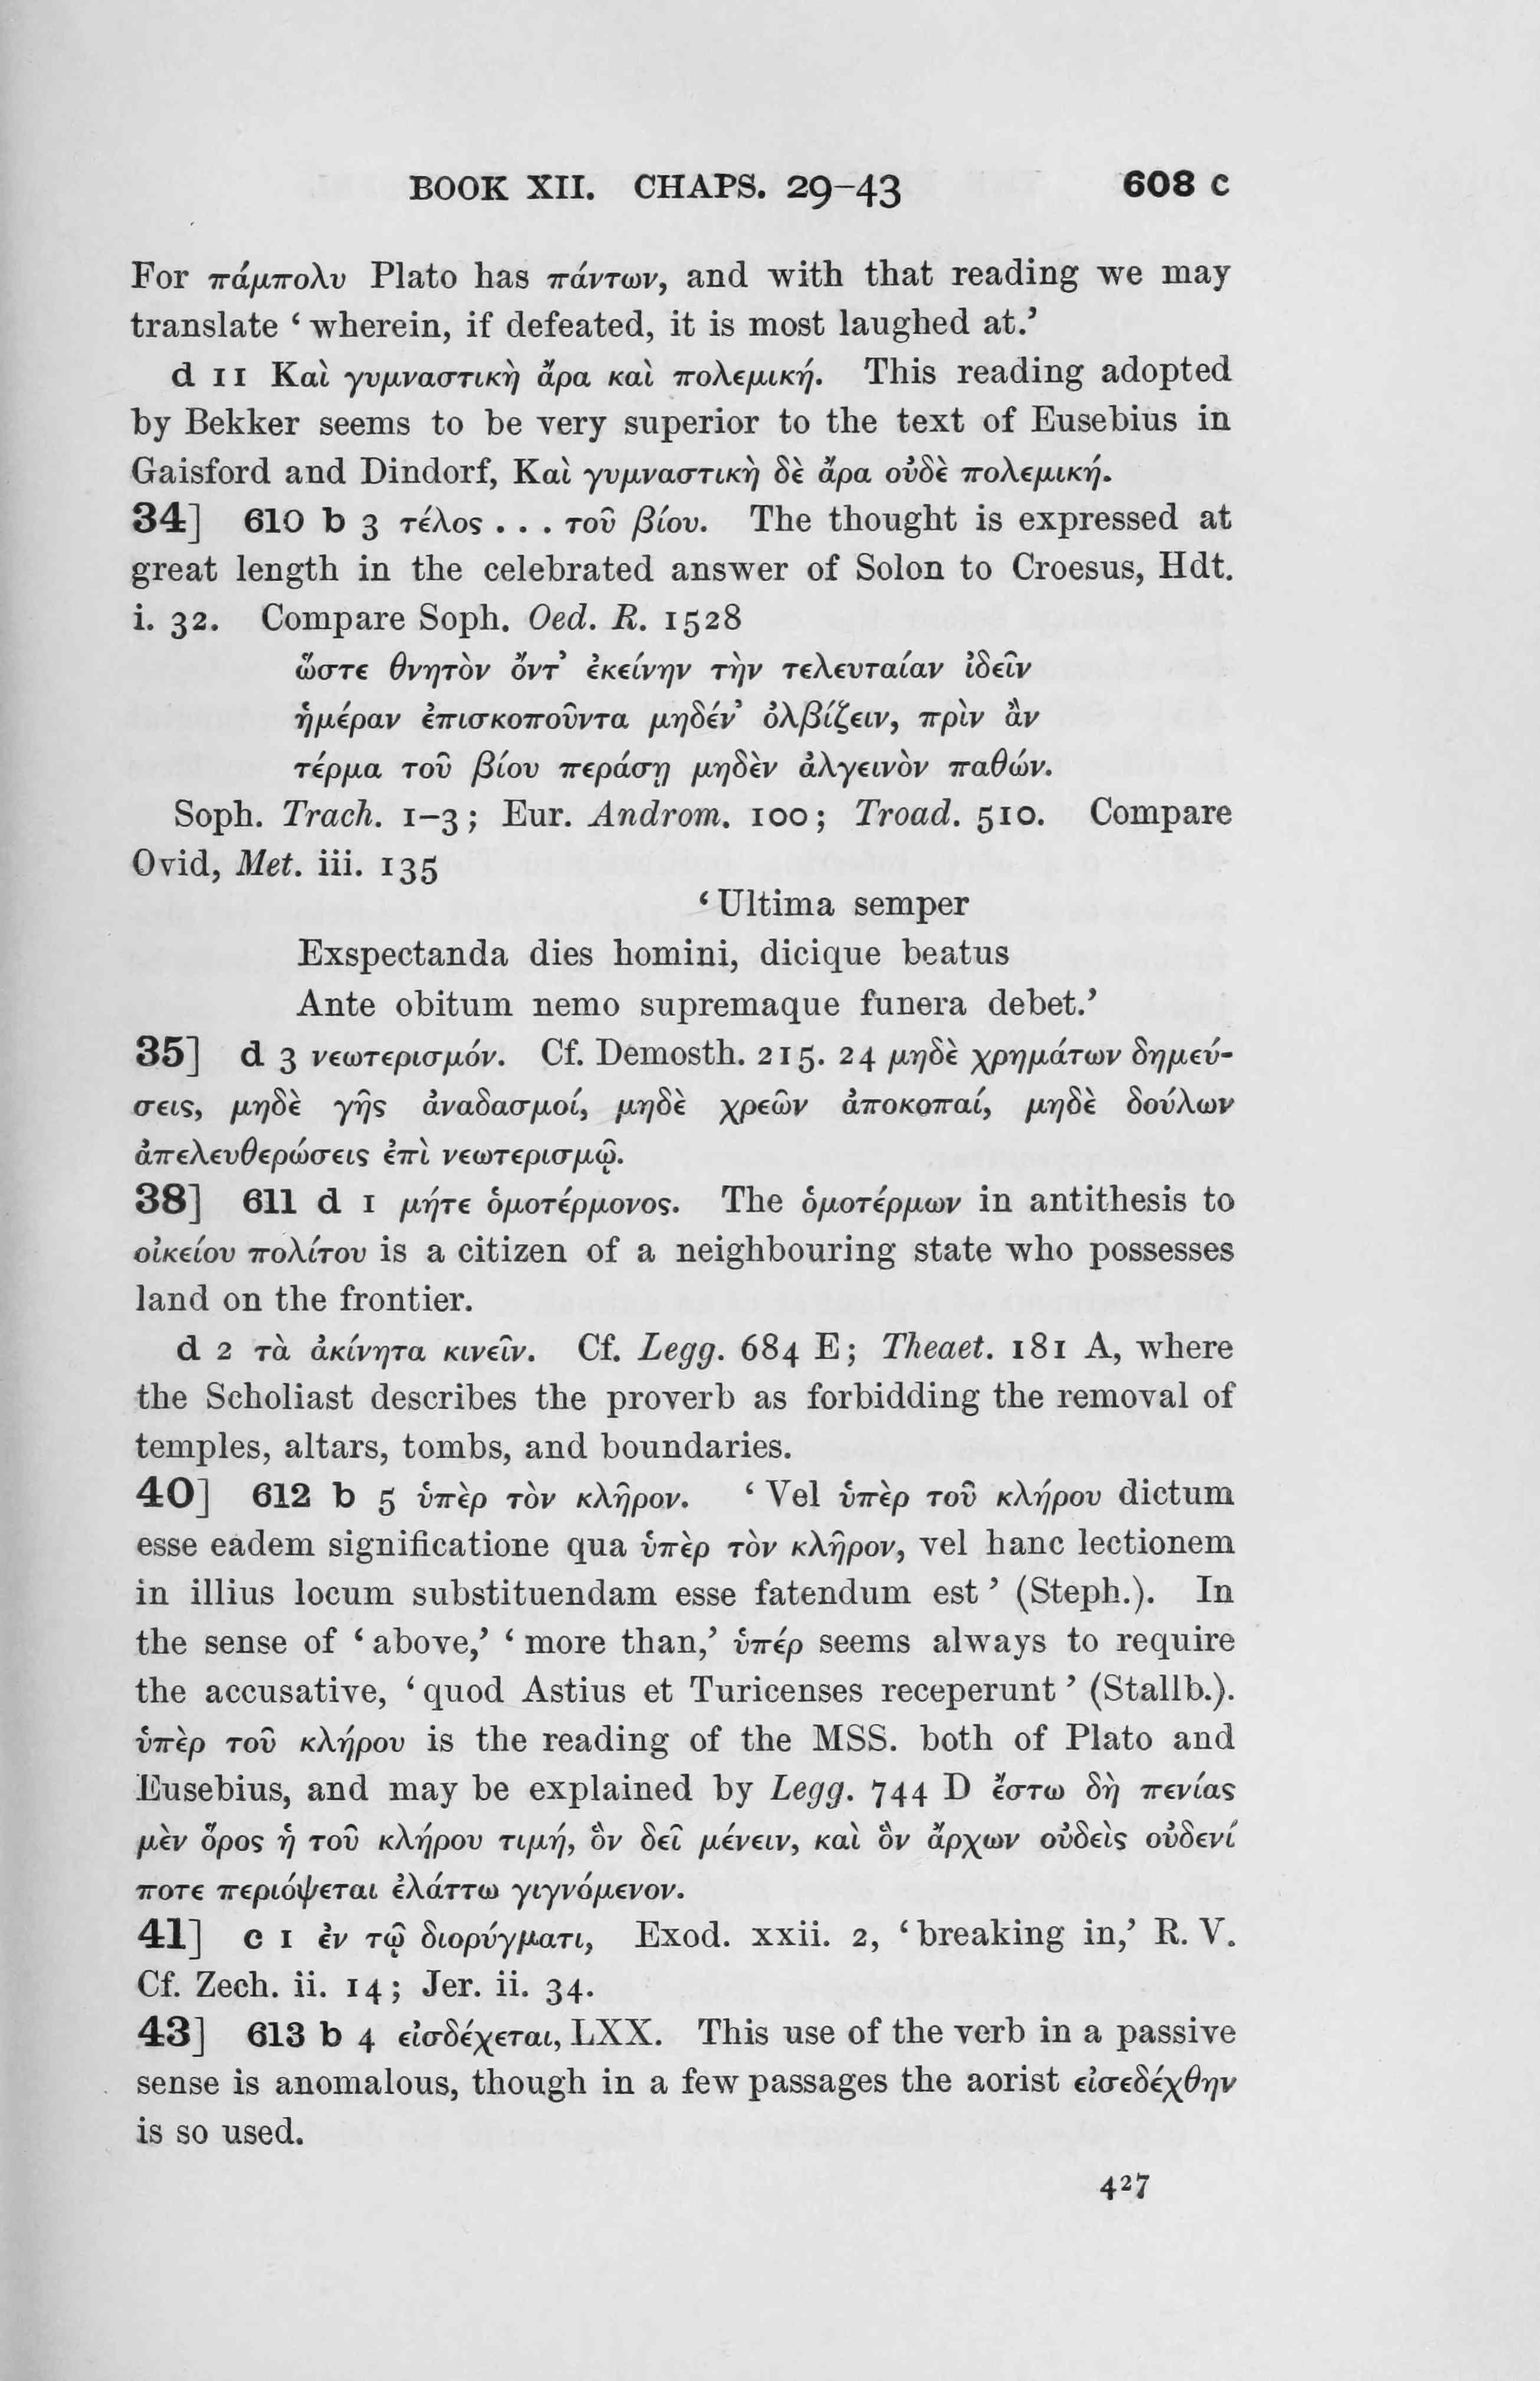 BOOK XII. CHAPS. 29–43 608 c
For πάμπολυ Plato has πάντων, and with that reading we may
translate ‘ wherein, if defeated, it is most laughed at.’
d 11 Καὶ γυμναστικὴ ἄρα καὶ πολεμική. This reading adopted
by Bekker seems to be very superior to the text of Eusebius in
Gaisford and Dindorf, Καὶ γυμναστικὴ δὲ ἄρα οὐδὲ πολεμική.
34] 610 b 3 τέλος . . . τοῦ βίου. The thought is expressed at
great length in the celebrated answer of Solon to Croesus, Hdt.
i. 32. Compare Soph. Oed. R. 1528
ὥστε θνητὸν ὄντ’ ἐκείνην τὴν τελευταίαν ἰδεῖν
ἡμέραν ἐπισκοποῦντα μηδέν’ ὀλβίζειν, πρὶν ἂν
τέρμα τοῦ βίου περάσῃ μηδὲν ἀλγεινὸν παθών.
Soph. Trach. 1–3; Eur. Androm. 100; Troad. 510. Compare
Ovid, Met. iii. 135
‘ Ultima semper
Exspectanda dies homini, dicique beatus
Ante obitum nemo supremaque funera debet.’
35] d 3 νεωτερισμόν. Cf. Demosth. 215. 24 μηδὲ χρημάτων δημεύ-
σεις, μηδὲ γῆς ἀναδασμοί, μηδὲ χρεῶν ἀποκοπαί, μηδὲ δούλων
ἀπελευθερώσεις ἐπὶ νεωτερισμῷ.
38] 611 d 1 μήτε ὁμοτέρμονος. The ὁμοτέρμων in antithesis to
οἰκείου πολίτου is a citizen of a neighbouring state who possesses
land on the frontier.
d 2 τὰ ἀκίνητα κινεῖν. Cf. Legg. 684 E; Theaet. 181 A, where
the Scholiast describes the proverb as forbidding the removal of
temples, altars, tombs, and boundaries.
40] 612 b 5 ὑπὲρ τὸν κλῆρον. ‘ Vel ὑπὲρ τοῦ κλήρου dictum
esse eadem significatione qua ὑπὲρ τὸν κλῆρον, vel hanc lectionem
in illius locum substituendam esse fatendum est ’ (Steph.). In
the sense of ‘ above,’ ‘ more than,’ ὑπέρ seems always to require
the accusative, ‘ quod Astius et Turicenses receperunt ’ (Stallb.).
ὑπὲρ τοῦ κλήρου is the reading of the MSS. both of Plato and
Eusebius, and may be explained by Legg. 744 D ἔστω δὴ πενίας
μὲν ὅρος ἡ τοῦ κλήρου τιμή, ὃν δεῖ μένειν, καὶ ὃν ἄρχων οὐδεὶς οὐδενί
ποτε περιόψεται ἐλάττω γιγνόμενον.
41] c 1 ἐν τῷ διορύγματι, Exod. xxii. 2, ‘ breaking in,’ R. V.
Cf. Zech. ii. 14; Jer. ii. 34.
43] 613 b 4 εἰσδέχεται, LXX. This use of the verb in a passive
sense is anomalous, though in a few passages the aorist εἰσεδέχθην
is so used.
427